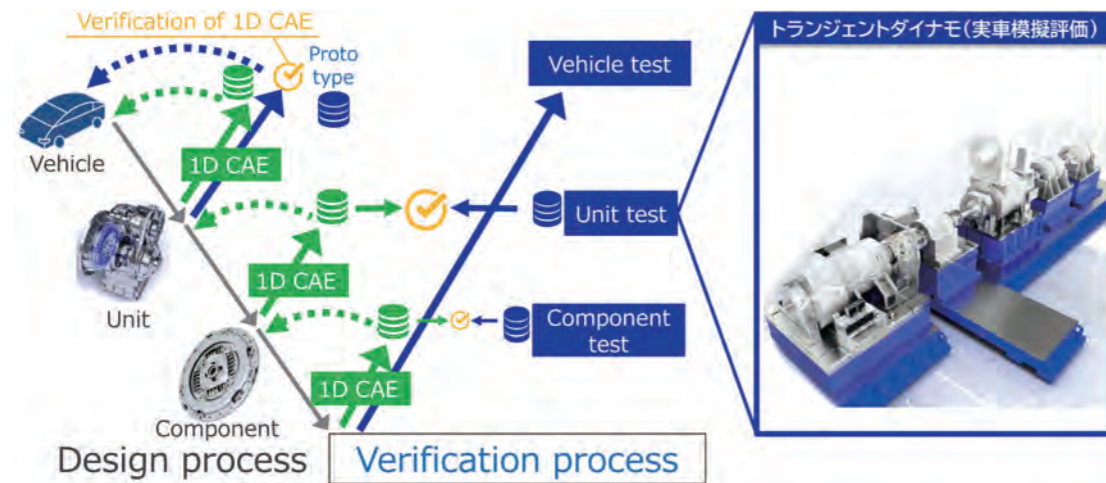 Verification of 1D CAE
Proto
type
Vehicle
1D CAE
Vehicle test
トランジェントダイナモ(実車模擬評価)
Unit
1D CAE
Unit test
Component
1D CAE
Component
test
Design process
Verification process